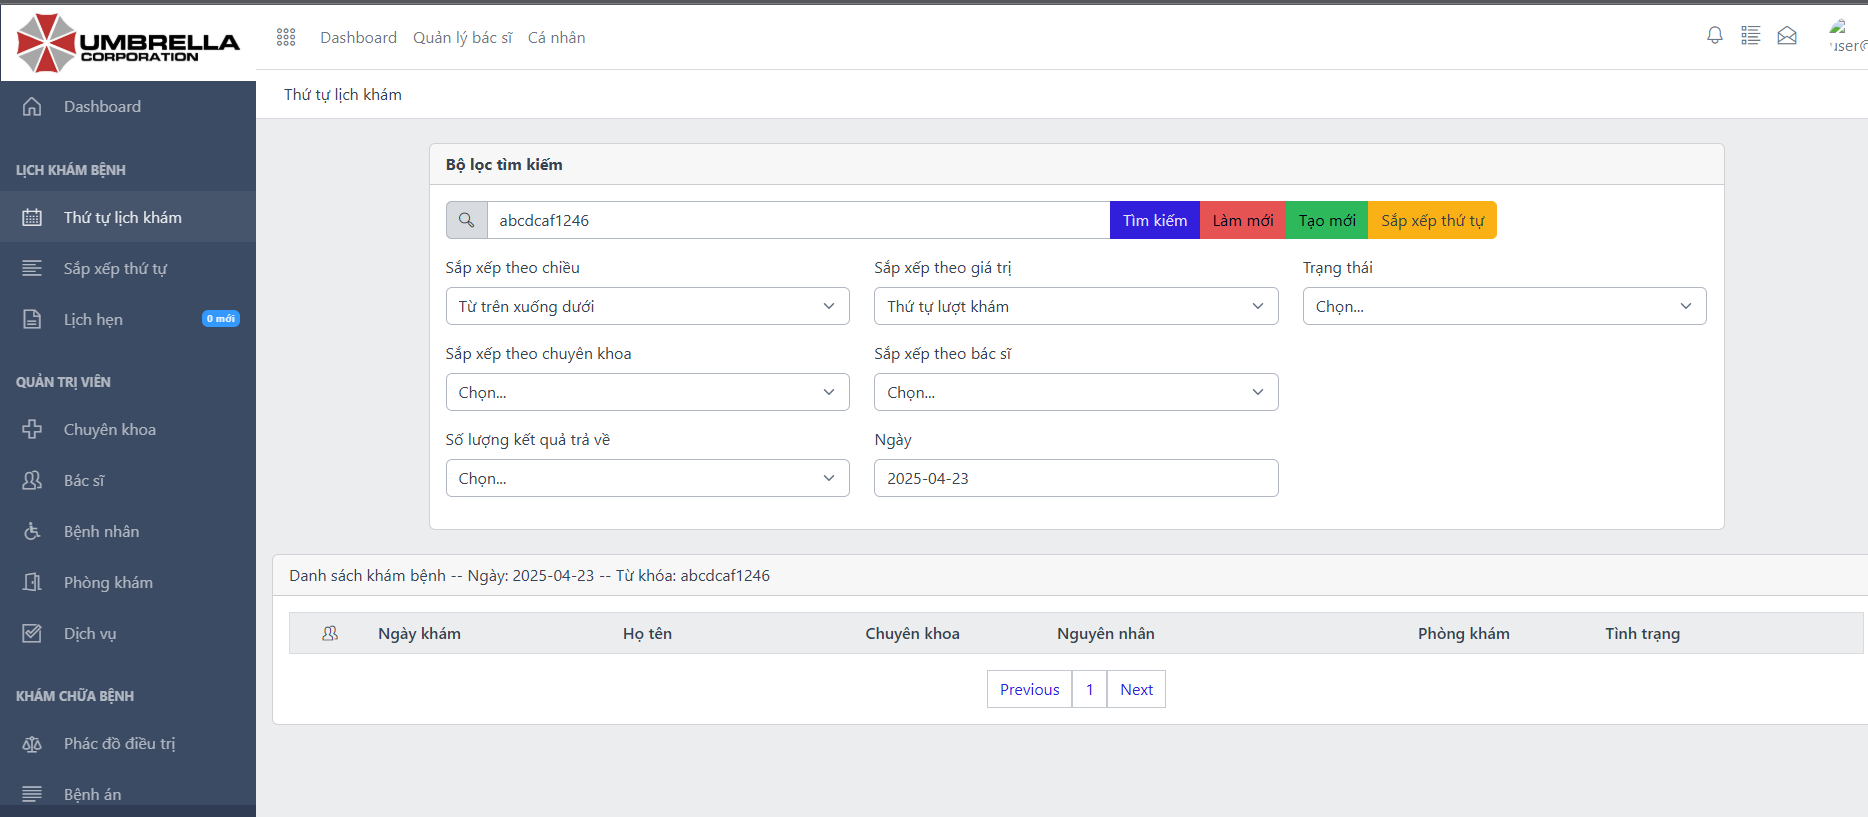 UMBRELLA
CORPORATION
Dashboard
Quản lý bác sĩ
Cá nhân
user@
Dashboard
LỊCH KHÁM BỆNH
Thứ tự lịch khám
Sắp xếp thứ tự
Lịch hẹn
0 mới
QUẢN TRỊ VIÊN
Chuyên khoa
Bác sĩ
Bệnh nhân
Phòng khám
Dịch vụ
KHÁM CHỮA BỆNH
Phác đồ điều trị
Bệnh án
Thứ tự lịch khám
Bộ lọc tìm kiếm
abcdcaf1246
Tìm kiếm
Làm mới
Tạo mới
Sắp xếp thứ tự
Sắp xếp theo chiều
Sắp xếp theo giá trị
Trạng thái
Từ trên xuống dưới
Thứ tự lượt khám
Chọn...
Sắp xếp theo chuyên khoa
Sắp xếp theo bác sĩ
Chọn...
Chọn...
Số lượng kết quả trả về
Ngày
Chọn...
2025-04-23
Danh sách khám bệnh -- Ngày: 2025-04-23 -- Từ khóa: abcdcaf1246
Ngày khám
Họ tên
Chuyên khoa
Nguyên nhân
Phòng khám
Tình trạng
Previous
1
Next